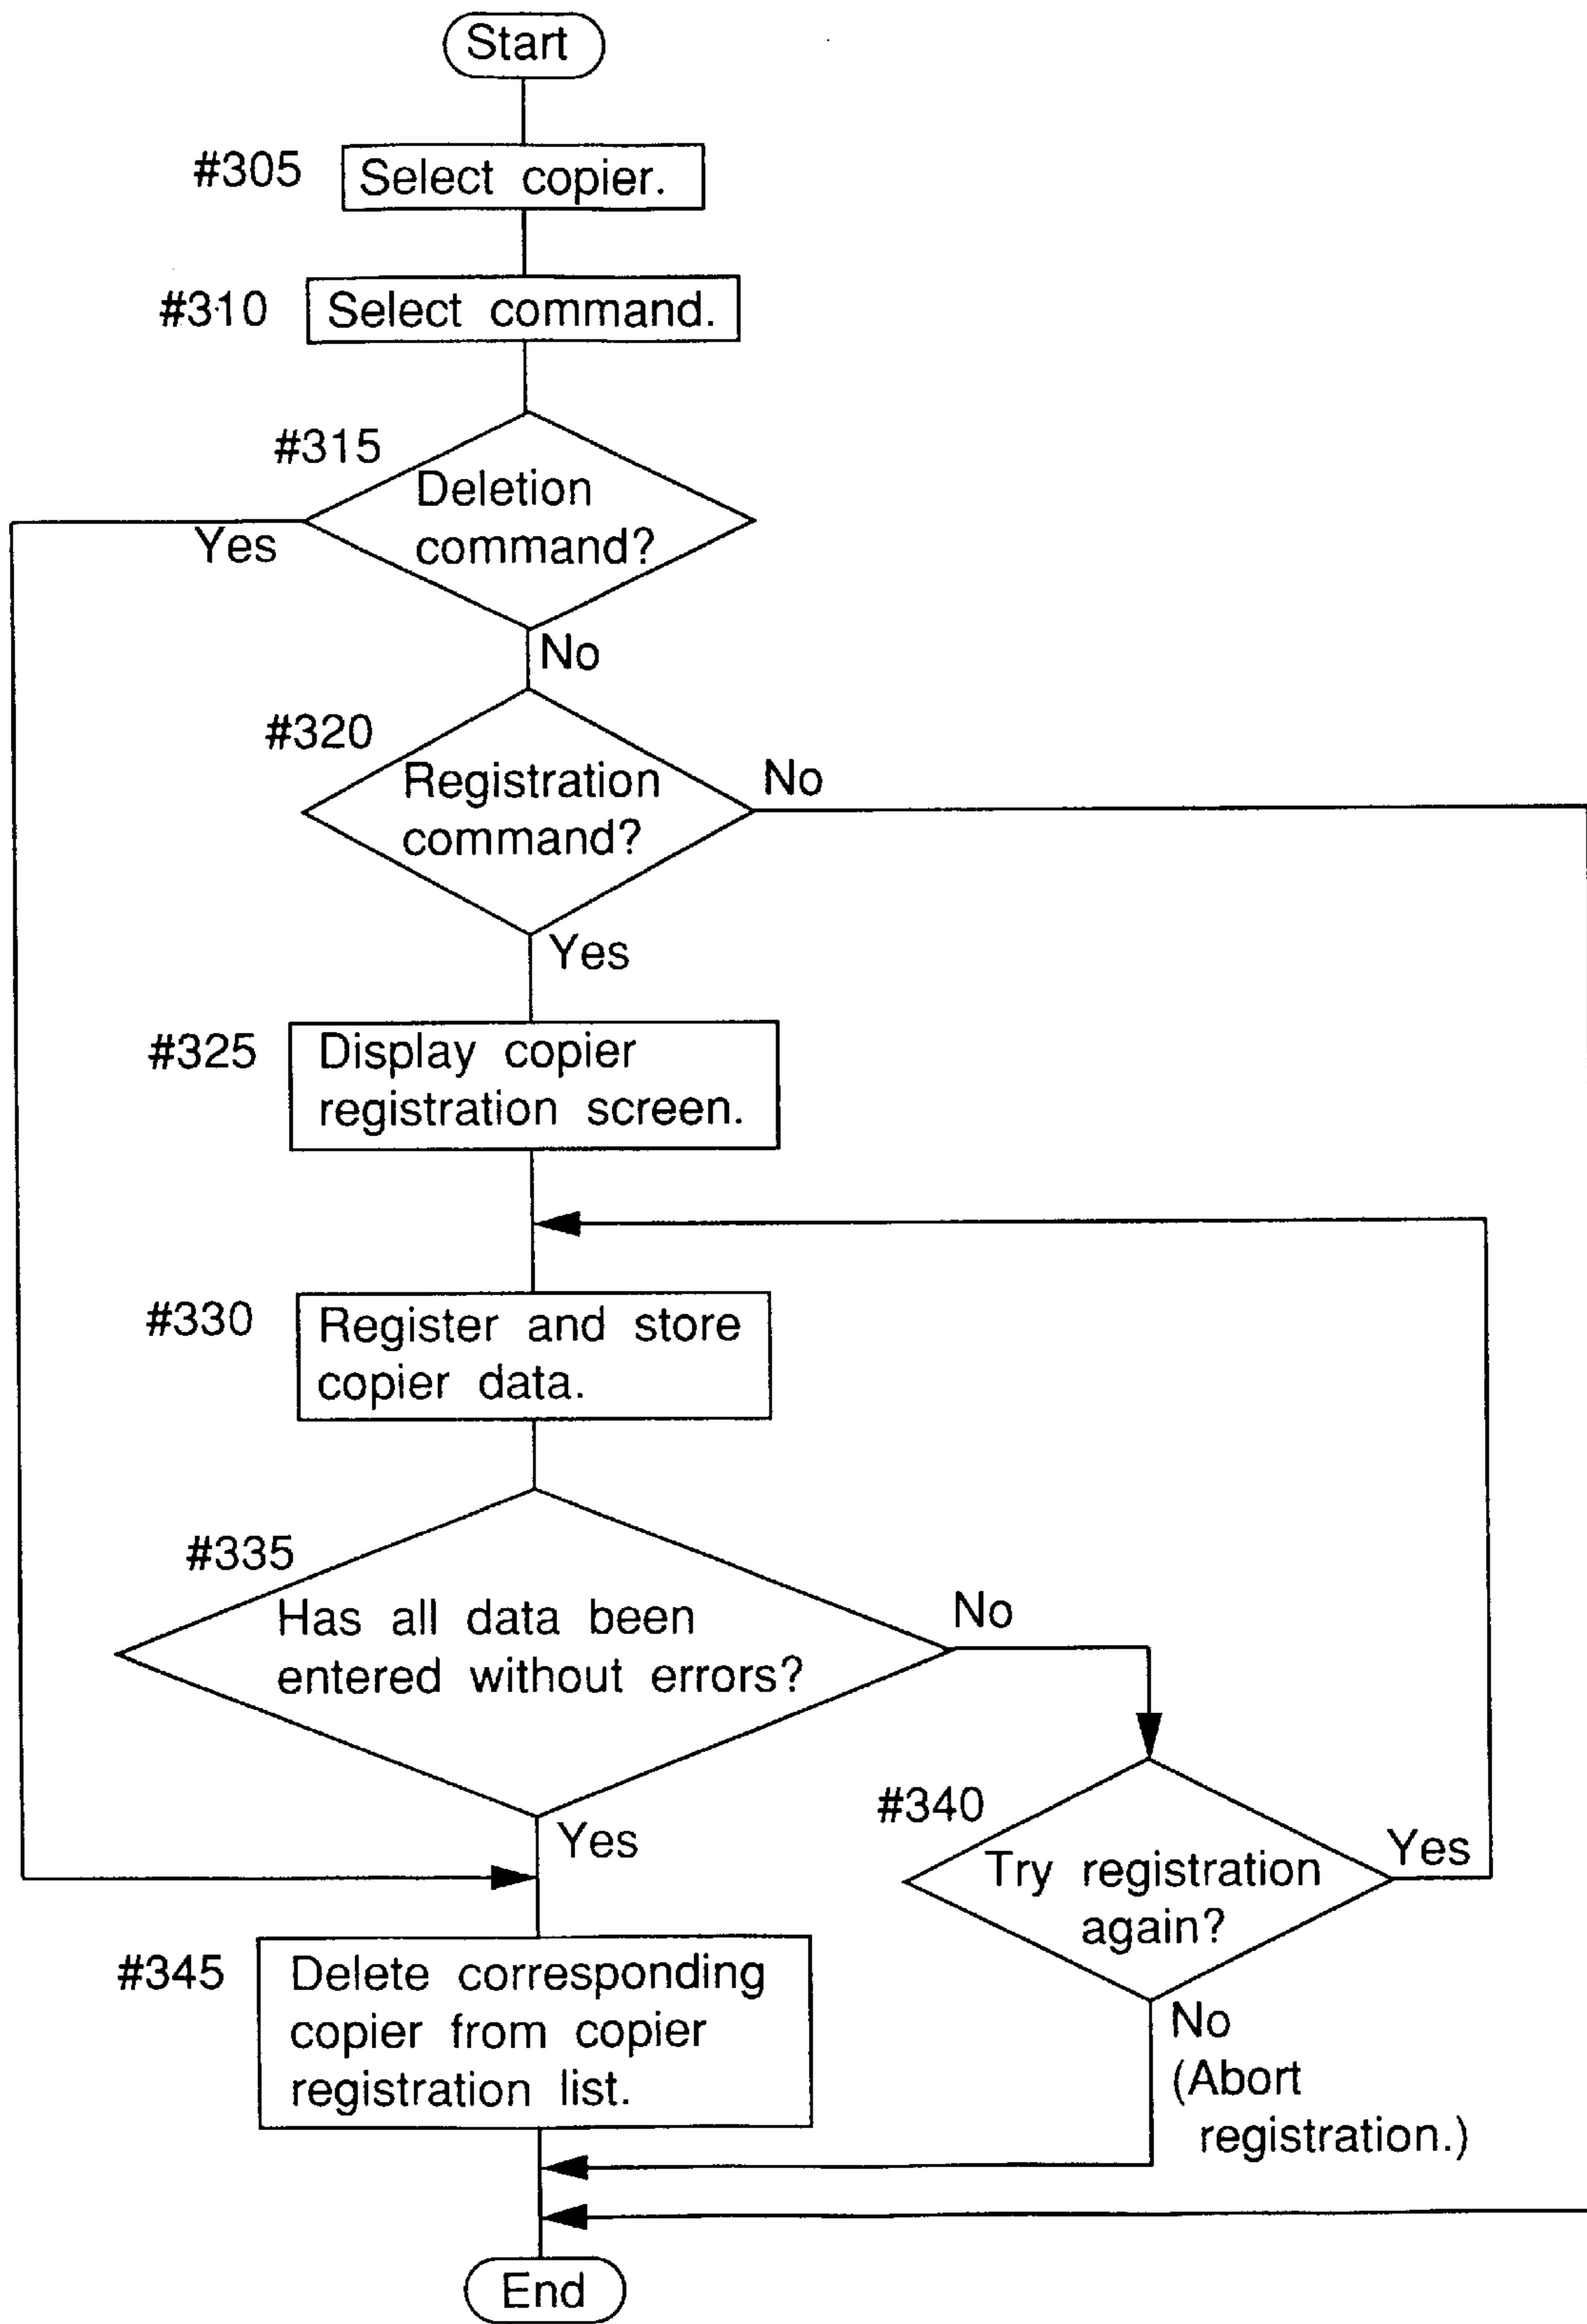 Start
#305
Select copier.
#310
Select command.
#315
Deletion
command?
Yes
No
#320
Registration
command?
No
Yes
#325
Display copier
registration screen.
#330
Register and store
copier data.
#335
Has all data been
entered without errors?
No
Yes
#340
Try registration
again?
Yes
No
(Abort
registration.)
#345
Delete corresponding
copier from copier
registration list.
End